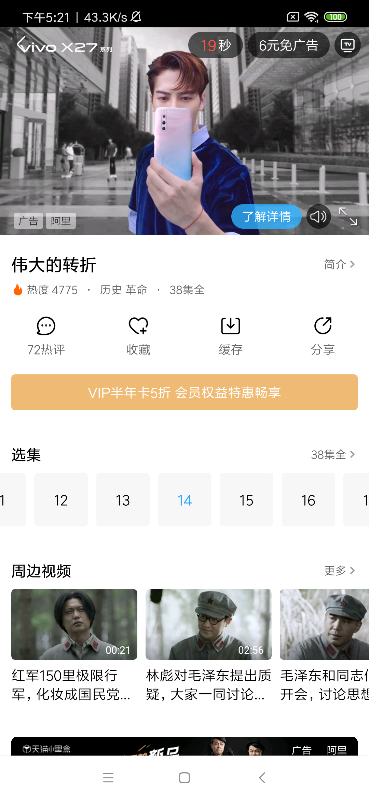 下午5:21 | 43.3K/s
100
vivo X27 系列
19秒
6元免广告
TV
广告 阿里
了解详情
伟大的转折
简介 >
热度 4775 · 历史 革命 · 38集全
72热评
收藏
缓存
分享
VIP半年卡5折 会员权益特惠畅享
选集
38集全 >
1
12
13
14
15
16
1
周边视频
更多 >
00:21
02:56
红军150里极限行
军，化妆成国民党...
林彪对毛泽东提出质
疑，大家一同讨论...
毛泽东和同志们
开会，讨论思想
天猫小黑盒
新品
广告 阿里